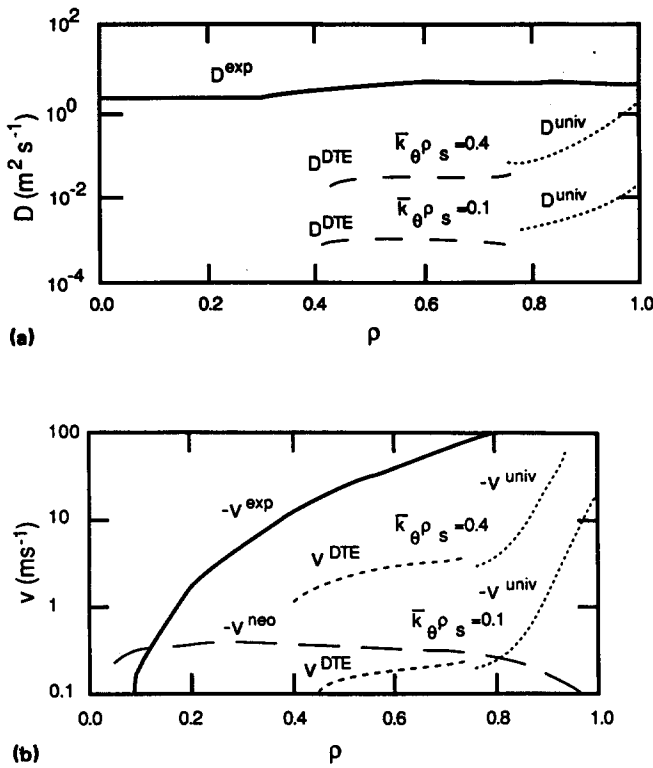 10²
D^exp
10⁰
D^univ
k̄_θρ_s=0.4
D^DTE
10⁻²
D^univ
k̄_θρ_s=0.1
D^DTE
10⁻⁴
D (m² s⁻¹)
0.0 0.2 0.4 0.6 0.8 1.0
(a)
ρ
100
-V^univ
-V^exp
k̄_θρ_s=0.4
10
V^DTE
-V^univ
1
-V^neo
k̄_θρ_s=0.1
V^DTE
0.1
v (ms⁻¹)
0.0 0.2 0.4 0.6 0.8 1.0
(b)
ρ